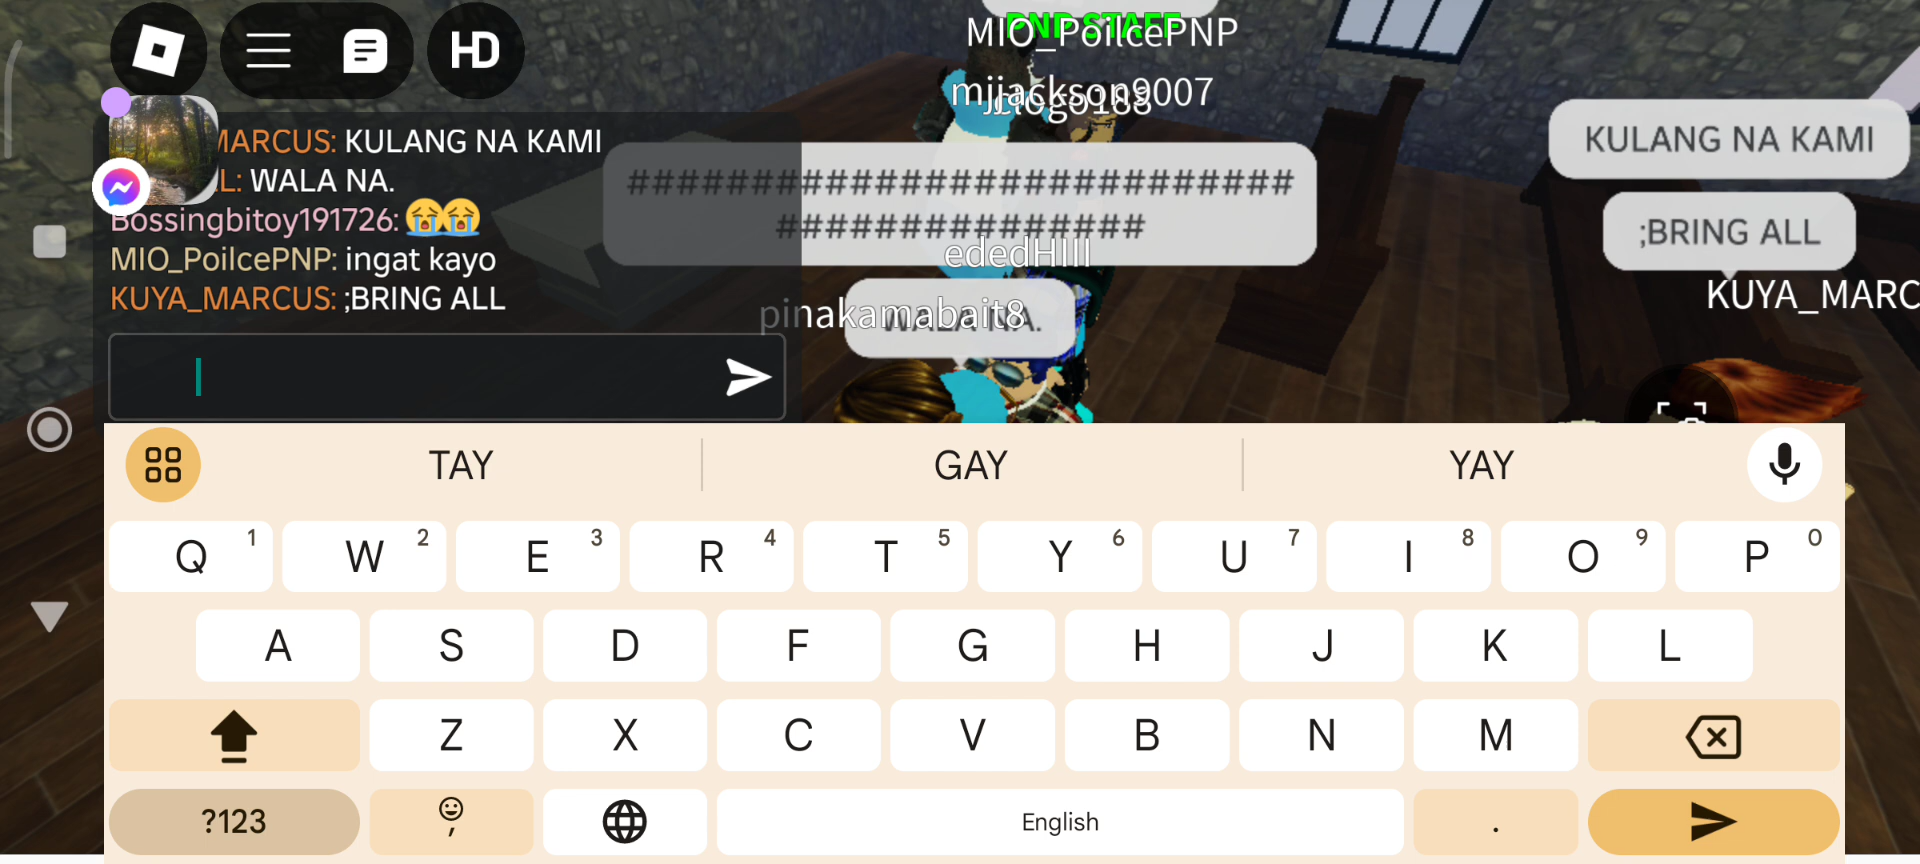 HD
PNP STAFF
MIO_PoilcePNP
mjjackson9007
MARCUS: KULANG NA KAMI
L: WALA NA.
Bossingbitoy191726: 😭😭
MIO_PoilcePNP: ingat kayo
KUYA_MARCUS: ;BRING ALL
###########################
###############
ededHIII
pinakamabait8
WALA NA.
KULANG NA KAMI
;BRING ALL
KUYA_MARC
TAY GAY YAY
Q 1 W 2 E 3 R 4 T 5 Y 6 U 7 I 8 O 9 P 0
A S D F G H J K L
Z X C V B N M
?123 , English .